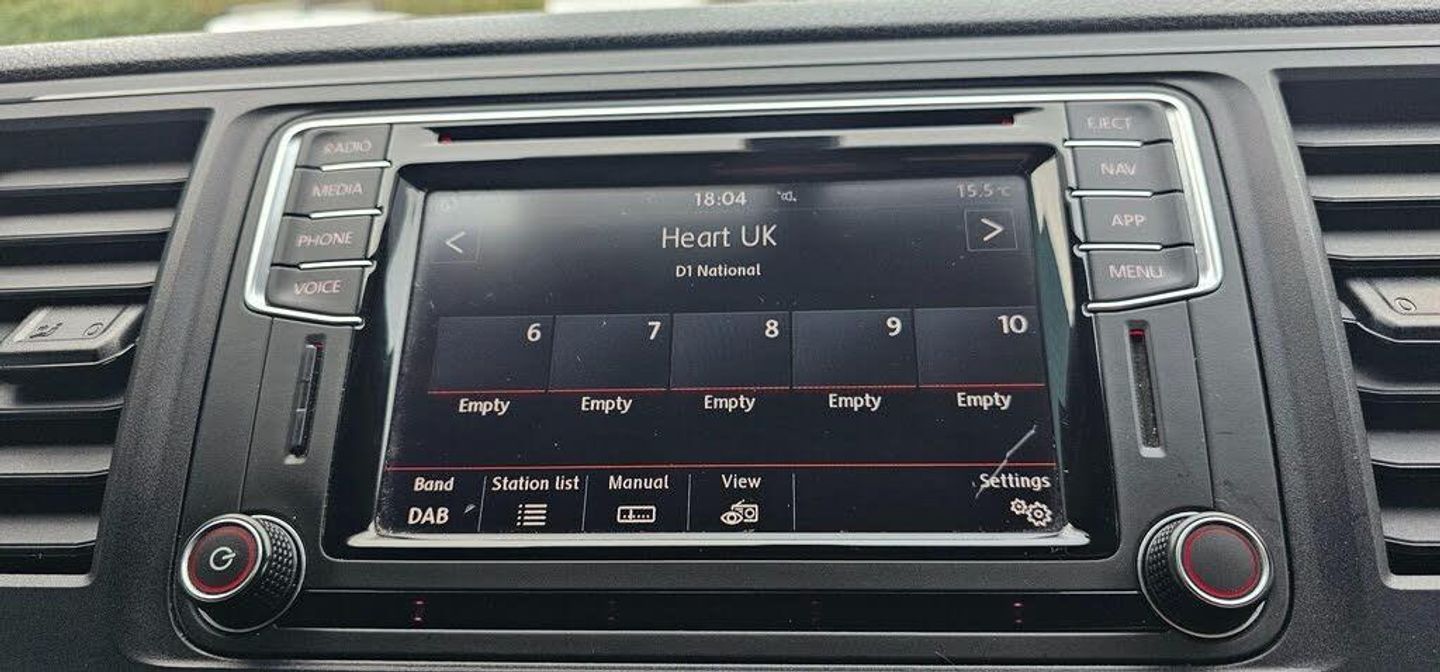 RADIO
MEDIA
PHONE
VOICE
EJECT
NAV
APP
MENU
18:04
15.5 °C
<
Heart UK
>
D1 National
6 7 8 9 10
Empty Empty Empty Empty Empty
Band Station list Manual View Settings
DAB